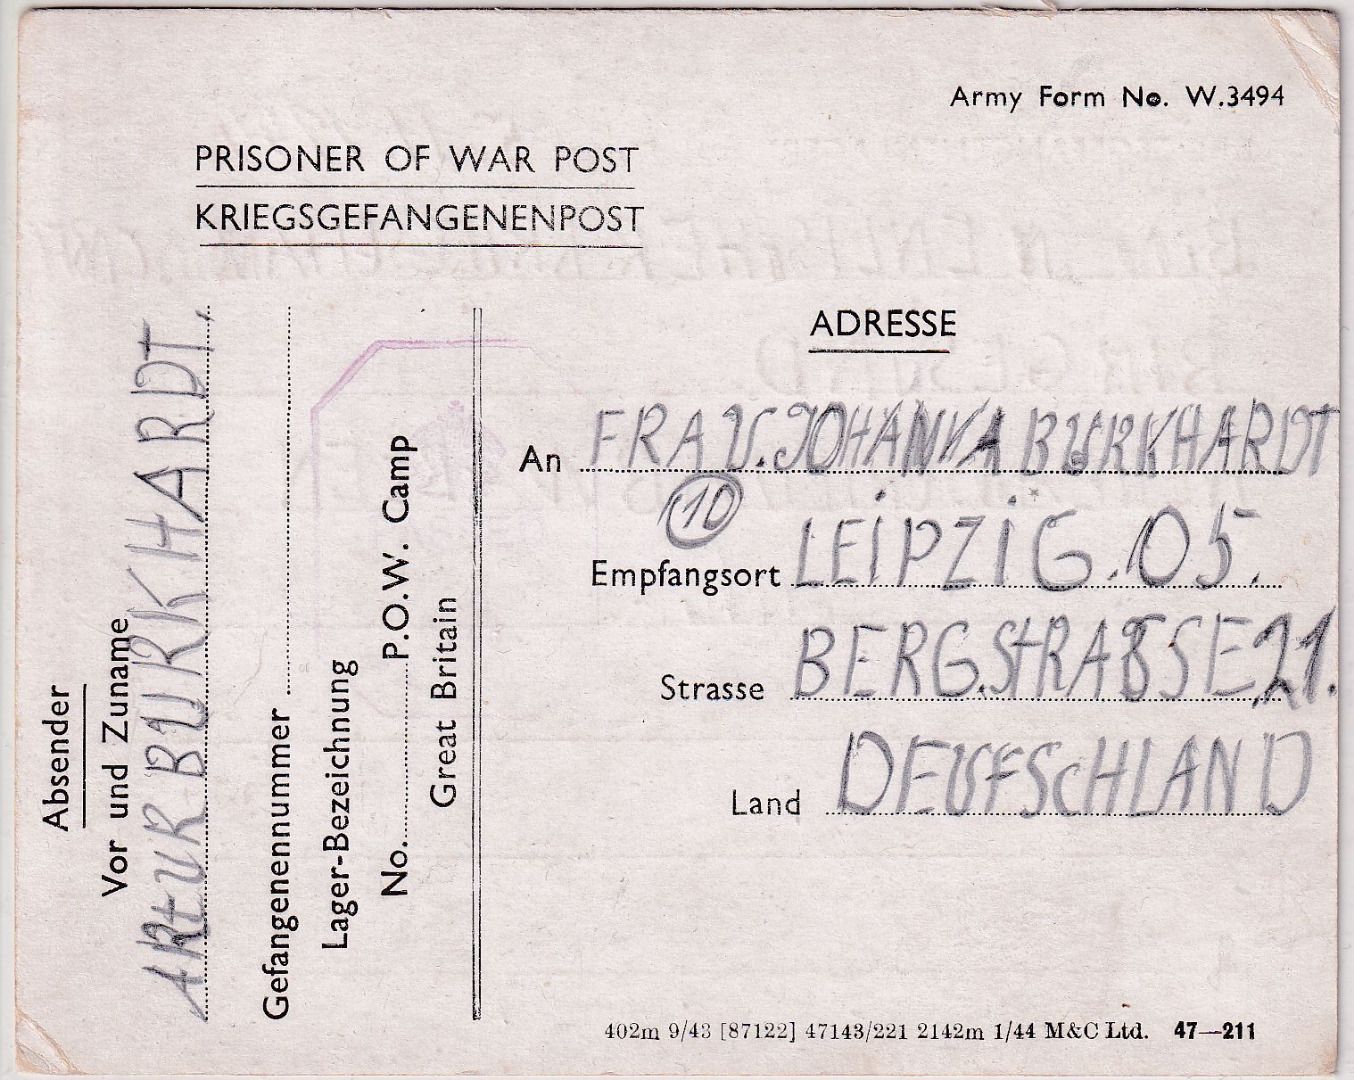 Army Form No. W.3494
PRISONER OF WAR POST
KRIEGSGEFANGENENPOST
Absender
Vor und Zuname
ARtUR BURKHARDT,
Gefangenennummer
Lager-Bezeichnung
No. P.O.W. Camp
Great Britain
ADRESSE
An FRAU. JOHANNA BURKHARDT
10
Empfangsort LEiPZiG. O5.
Strasse BERG.StRAßSE 21.
Land DEUtSCHLAND
402m 9/43 [87122] 47143/221 2142m 1/44 M&C Ltd. 47—211